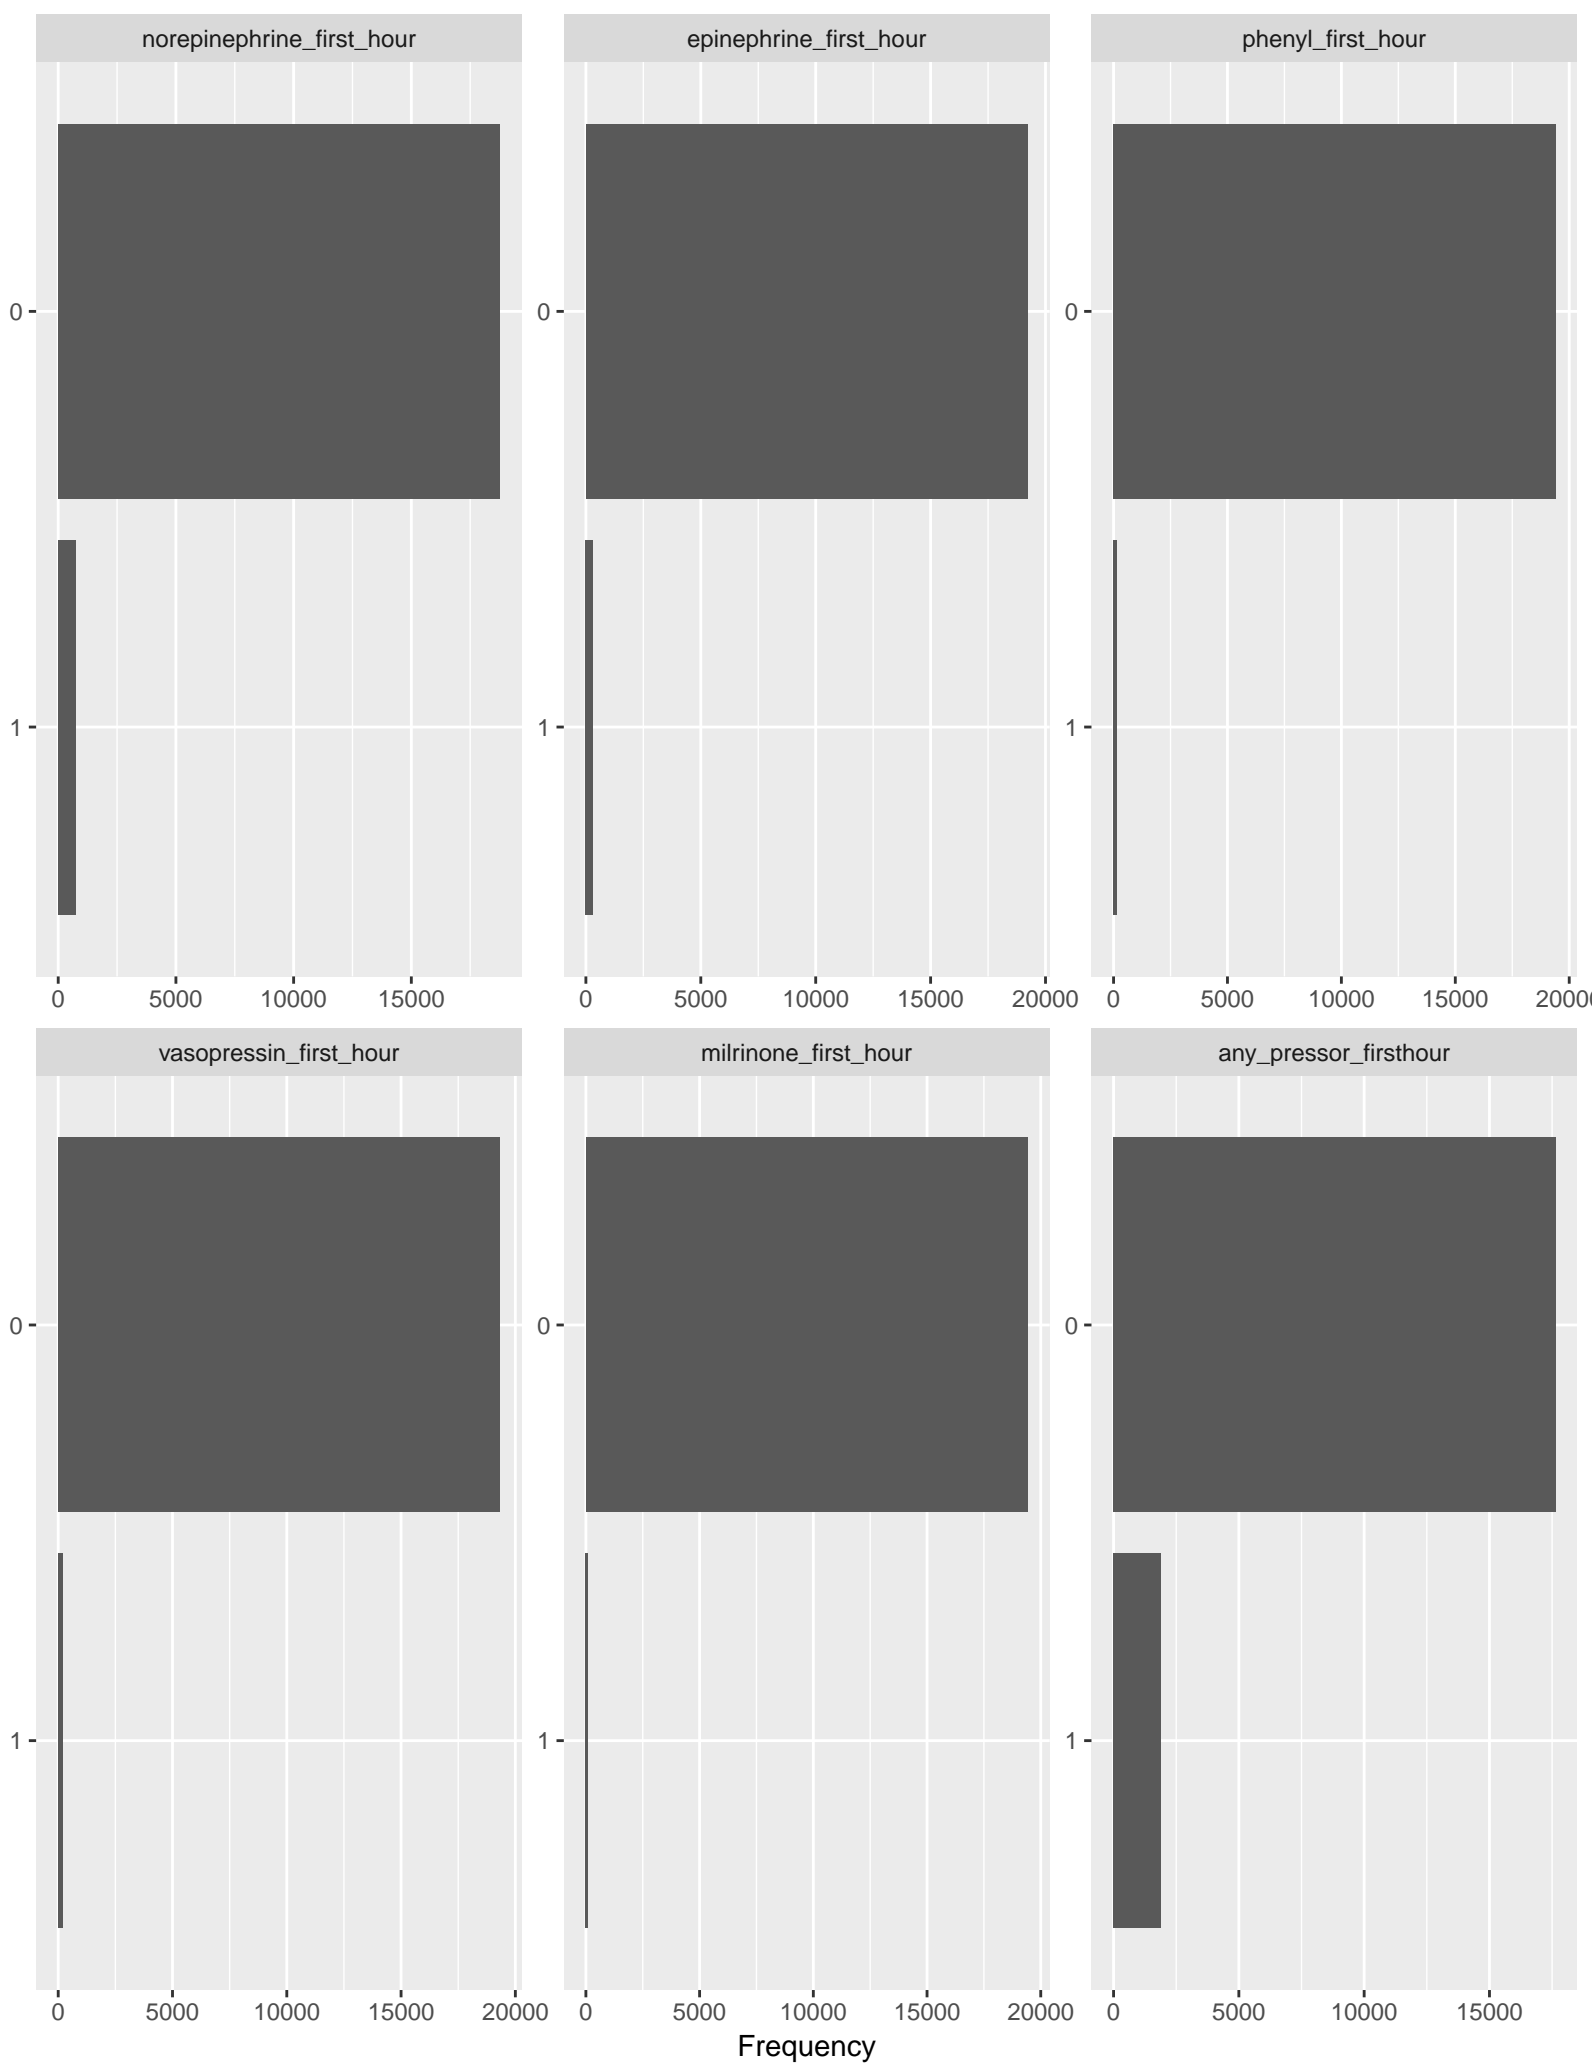 norepinephrine_first_hour epinephrine_first_hour phenyl_first_hour
0 0 0
1 1 1
0 5000 10000 15000 0 5000 10000 15000 20000 0 5000 10000 15000 2000
vasopressin_first_hour milrinone_first_hour any_pressor_firsthour
0 0 0
1 1 1
0 5000 10000 15000 20000 0 5000 10000 15000 20000 0 5000 10000 15000
Frequency